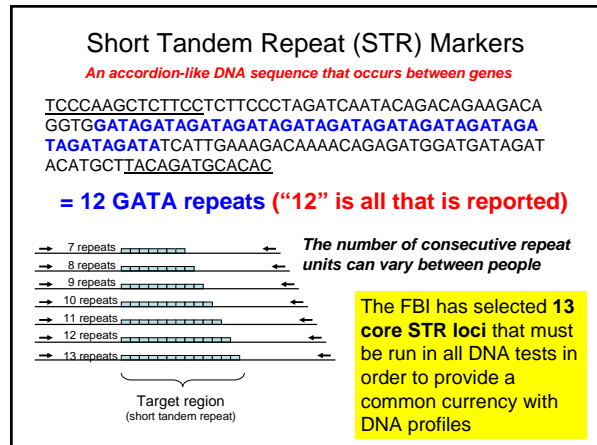 Short Tandem Repeat (STR) Markers
An accordion-like DNA sequence that occurs between genes
TCCCAAGCTCTTCCTCTTCCCTAGATCAATACAGACAGAAGACA
GGTGGATAGATAGATAGATAGATAGATAGATAGATAGATAGATA
TAGATAGATATCATTGAAAGACAAAACAGAGATGGATGATAGAT
ACATGCTTACAGATGCACAC
= 12 GATA repeats ("12" is all that is reported)
7 repeats
8 repeats
9 repeats
10 repeats
11 repeats
12 repeats
13 repeats
Target region
(short tandem repeat)
The number of consecutive repeat
units can vary between people
The FBI has selected 13
core STR loci that must
be run in all DNA tests in
order to provide a
common currency with
DNA profiles